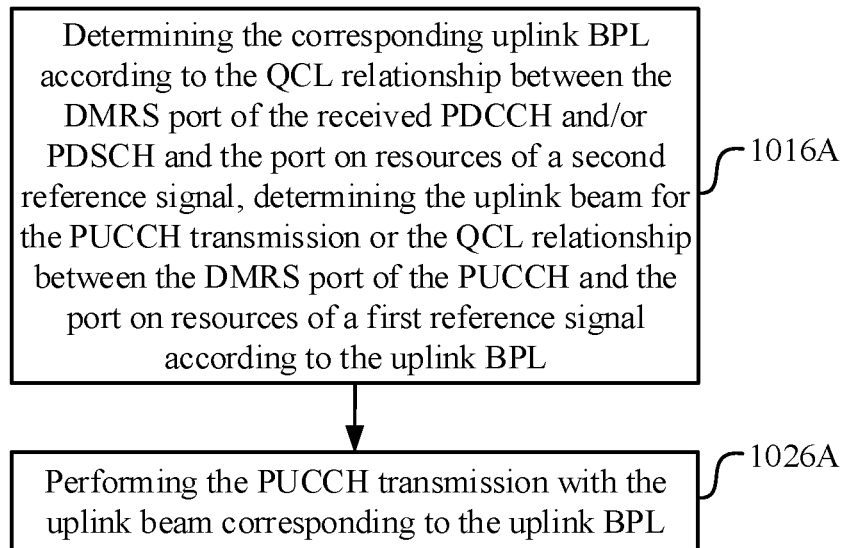 Determining the corresponding uplink BPL
according to the QCL relationship between the
DMRS port of the received PDCCH and/or
PDSCH and the port on resources of a second
reference signal, determining the uplink beam for
the PUCCH transmission or the QCL relationship
between the DMRS port of the PUCCH and the
port on resources of a first reference signal
according to the uplink BPL
1016A
Performing the PUCCH transmission with the
uplink beam corresponding to the uplink BPL
1026A